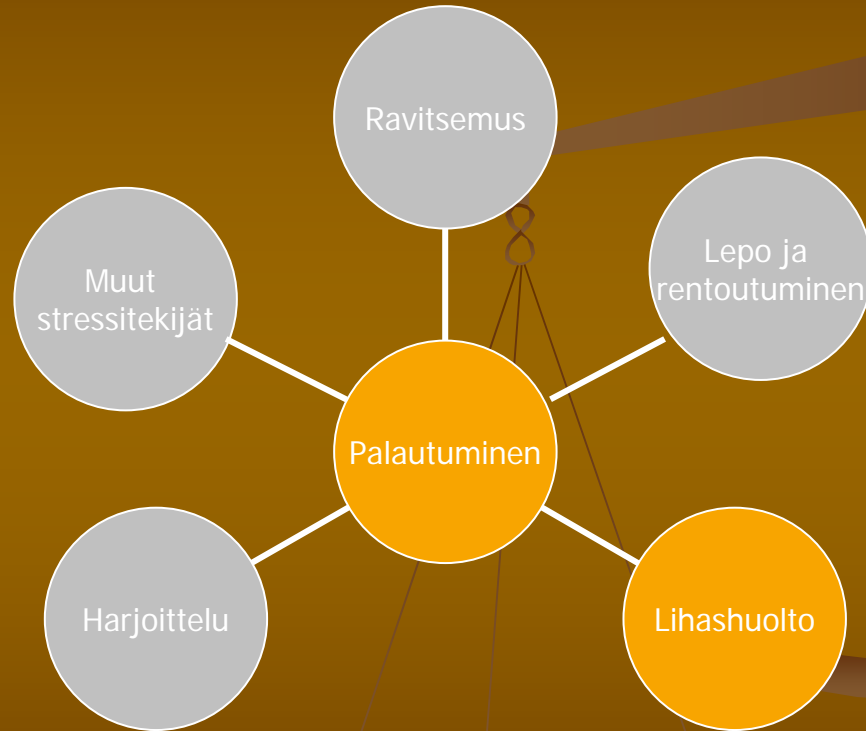 Ravitsemus
Lepo ja
rentoutuminen
Muut
stressitekijät
Palautuminen
Harjoittelu
Lihashuolto